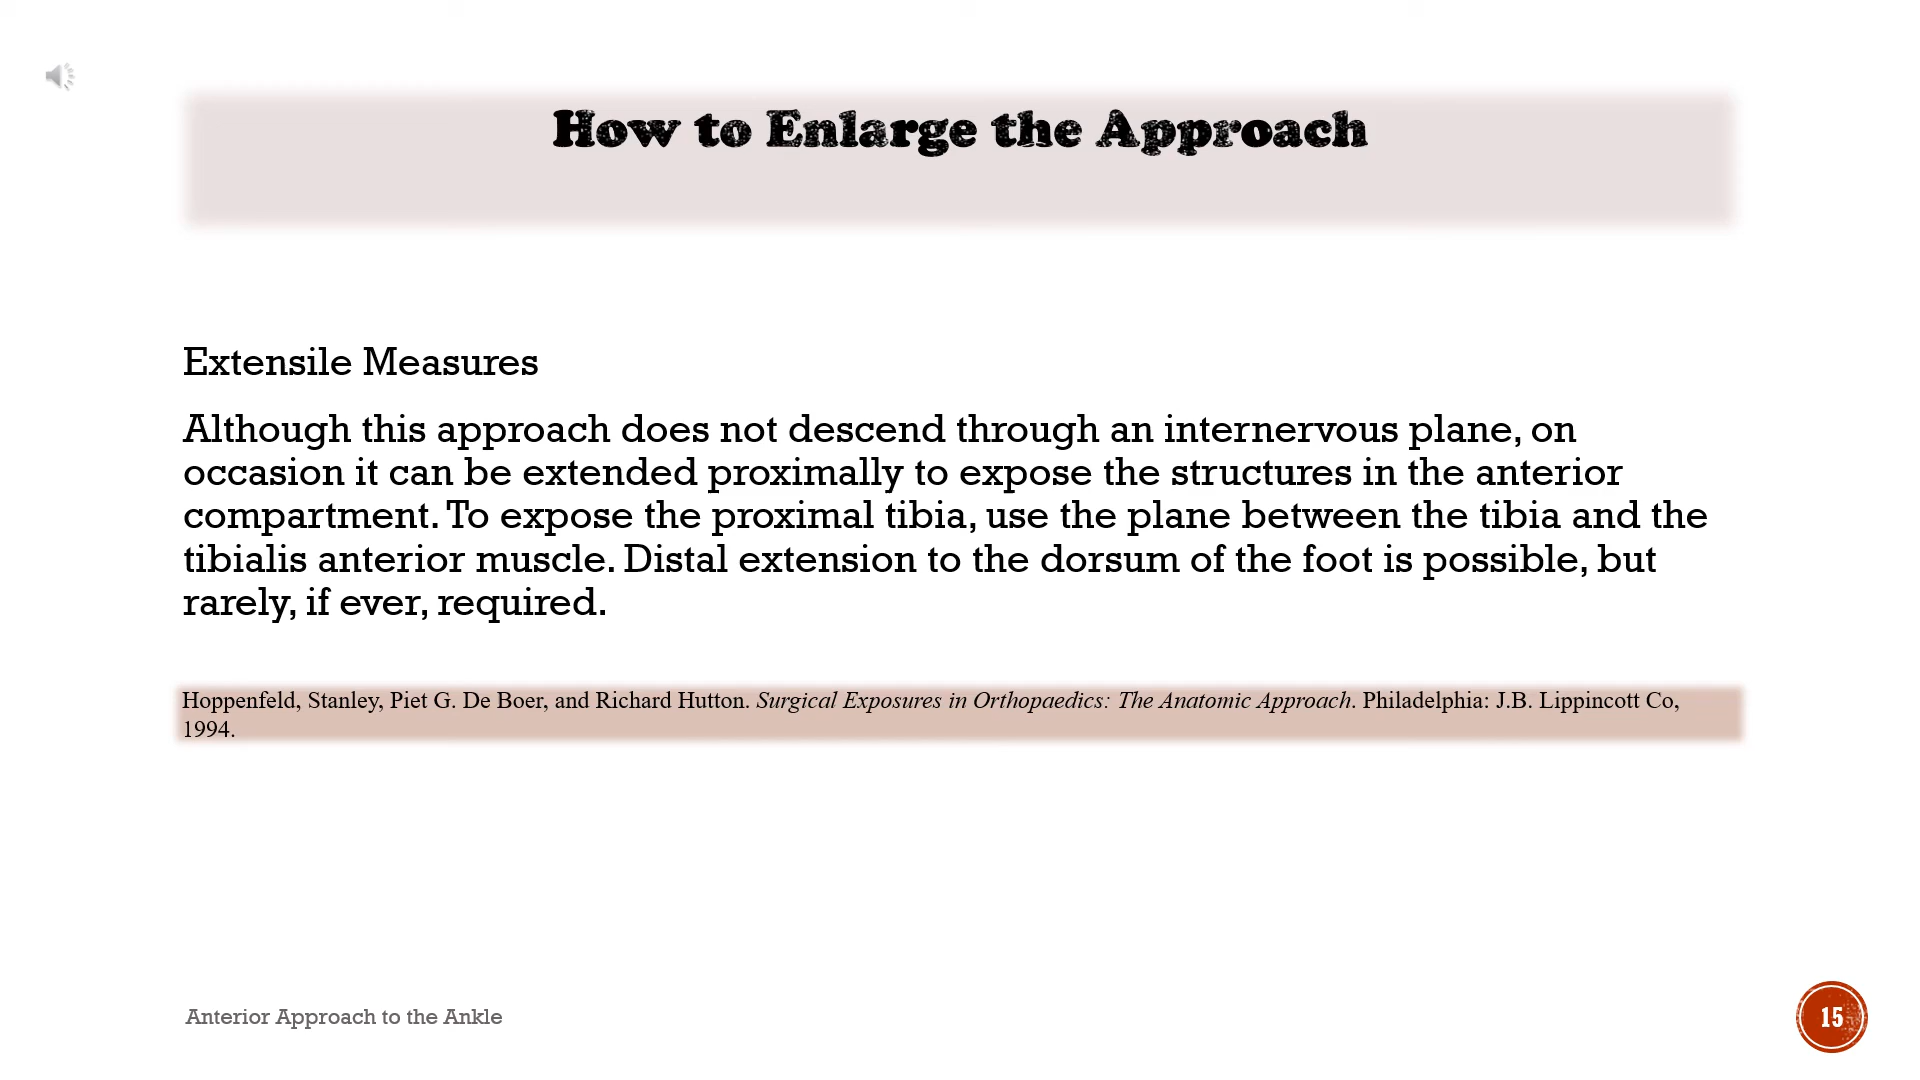 How to Enlarge the Approach
Extensile Measures
Although this approach does not descend through an internervous plane, on
occasion it can be extended proximally to expose the structures in the anterior
compartment. To expose the proximal tibia, use the plane between the tibia and the
tibialis anterior muscle. Distal extension to the dorsum of the foot is possible, but
rarely, if ever, required.
Hoppenfeld, Stanley, Piet G. De Boer, and Richard Hutton. Surgical Exposures in Orthopaedics: The Anatomic Approach. Philadelphia: J.B. Lippincott Co,
1994.
Anterior Approach to the Ankle
15